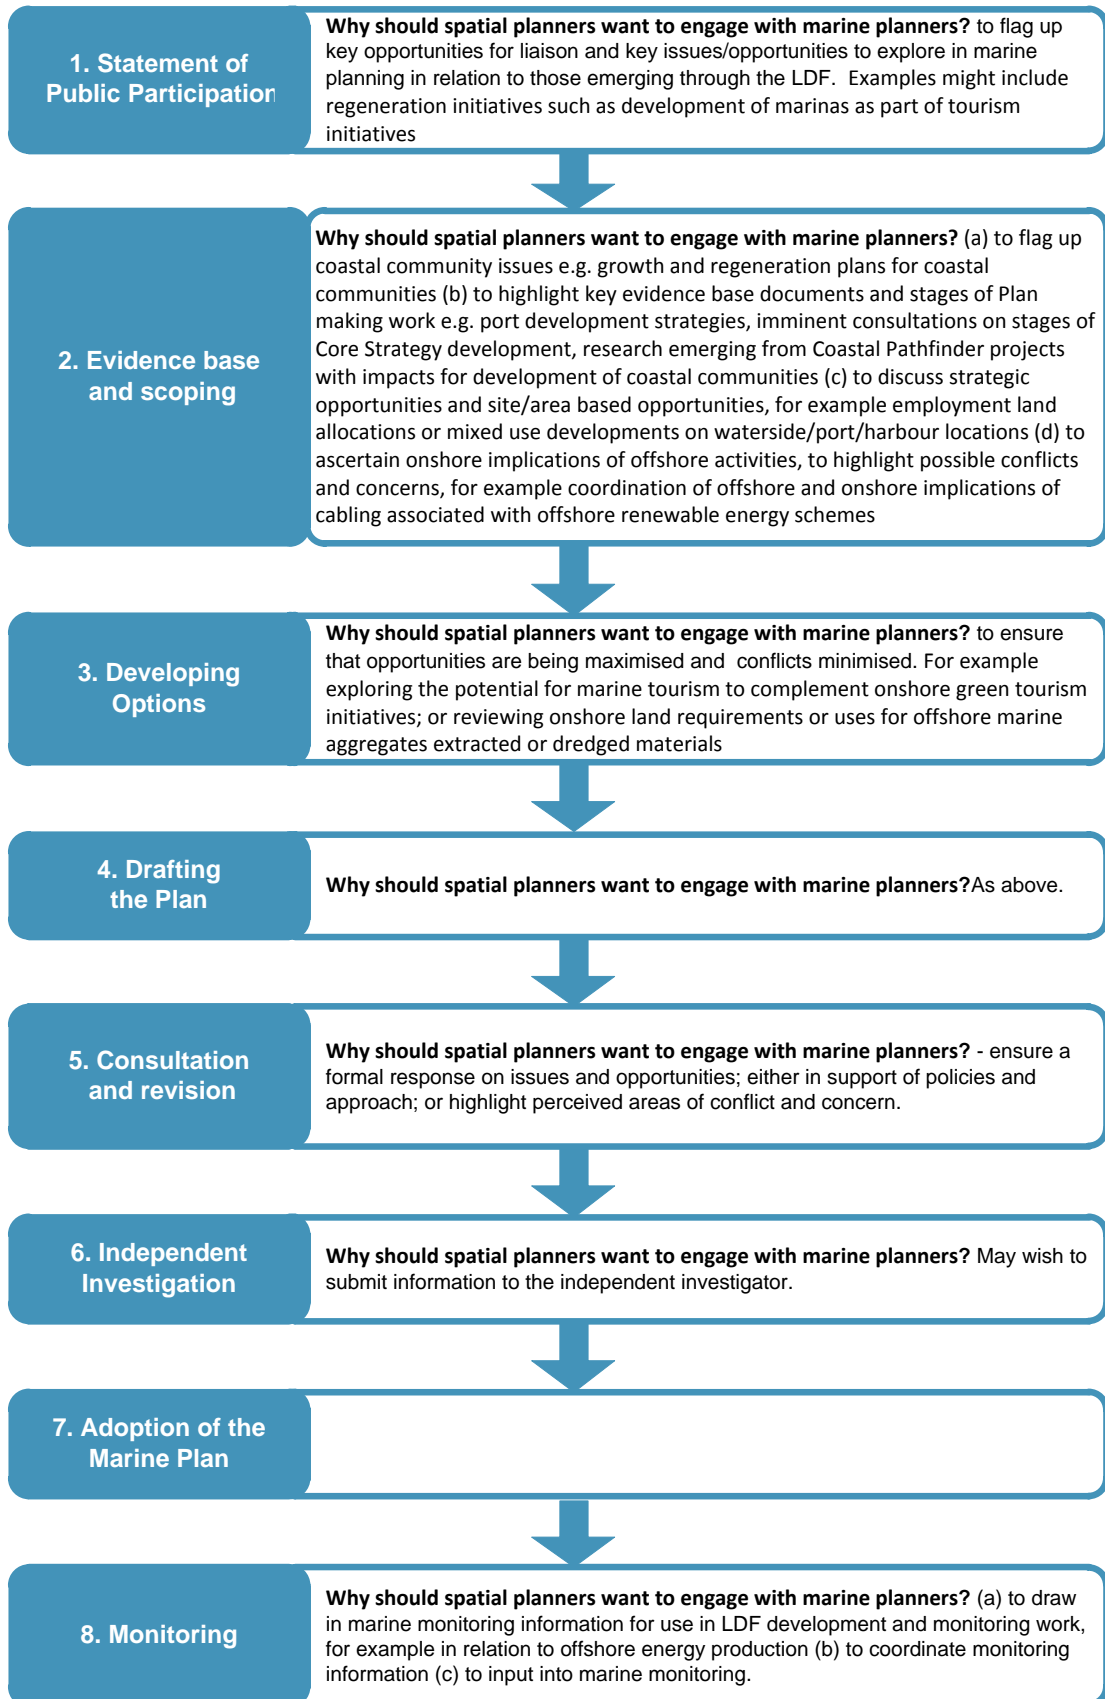 1. Statement of
Public Participation
Why should spatial planners want to engage with marine planners? to flag up
key opportunities for liaison and key issues/opportunities to explore in marine
planning in relation to those emerging through the LDF.  Examples might include
regeneration initiatives such as development of marinas as part of tourism
initiatives
2. Evidence base
and scoping
Why should spatial planners want to engage with marine planners? (a) to flag up
coastal community issues e.g. growth and regeneration plans for coastal
communities (b) to highlight key evidence base documents and stages of Plan
making work e.g. port development strategies, imminent consultations on stages of
Core Strategy development, research emerging from Coastal Pathfinder projects
with impacts for development of coastal communities (c) to discuss strategic
opportunities and site/area based opportunities, for example employment land
allocations or mixed use developments on waterside/port/harbour locations (d) to
ascertain onshore implications of offshore activities, to highlight possible conflicts
and concerns, for example coordination of offshore and onshore implications of
cabling associated with offshore renewable energy schemes
3. Developing
Options
Why should spatial planners want to engage with marine planners? to ensure
that opportunities are being maximised and  conflicts minimised. For example
exploring the potential for marine tourism to complement onshore green tourism
initiatives; or reviewing onshore land requirements or uses for offshore marine
aggregates extracted or dredged materials
4. Drafting
the Plan
Why should spatial planners want to engage with marine planners?As above.
5. Consultation
and revision
Why should spatial planners want to engage with marine planners? - ensure a
formal response on issues and opportunities; either in support of policies and
approach; or highlight perceived areas of conflict and concern.
6. Independent
Investigation
Why should spatial planners want to engage with marine planners? May wish to
submit information to the independent investigator.
7. Adoption of the
Marine Plan
8. Monitoring
Why should spatial planners want to engage with marine planners? (a) to draw
in marine monitoring information for use in LDF development and monitoring work,
for example in relation to offshore energy production (b) to coordinate monitoring
information (c) to input into marine monitoring.